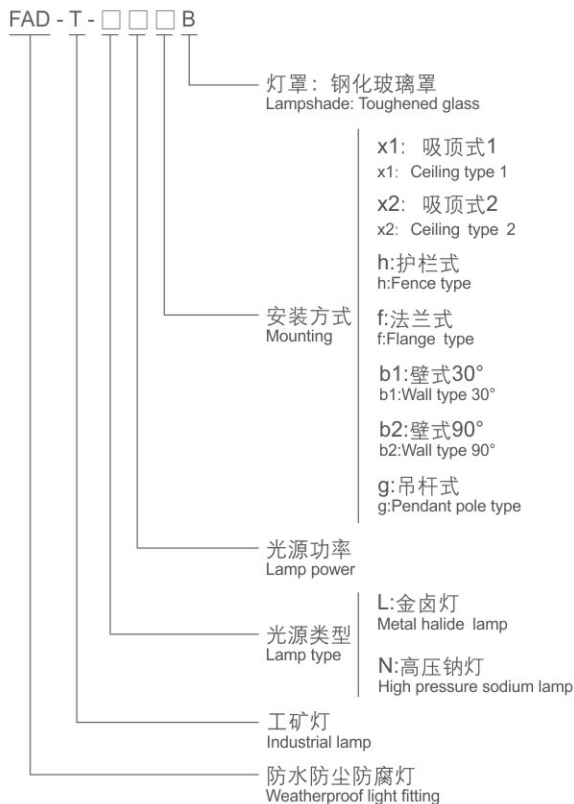 FAD - T - □ □ □ B
灯罩：钢化玻璃罩
Lampshade: Toughened glass
x1: 吸顶式1
x1: Ceiling type 1
x2: 吸顶式2
x2: Ceiling type 2
h:护栏式
h:Fence type
安装方式
Mounting
f:法兰式
f:Flange type
b1:壁式30°
b1:Wall type 30°
b2:壁式90°
b2:Wall type 90°
g:吊杆式
g:Pendant pole type
光源功率
Lamp power
光源类型
Lamp type
L:金卤灯
Metal halide lamp
N:高压钠灯
High pressure sodium lamp
工矿灯
Industrial lamp
防水防尘防腐灯
Weatherproof light fitting